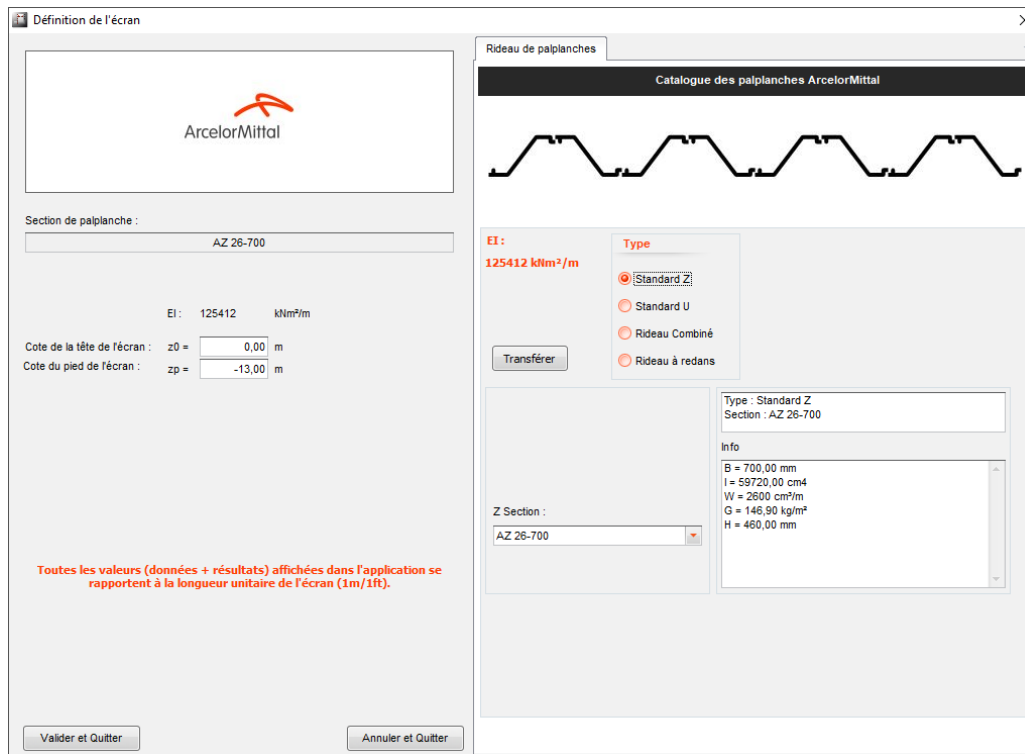 Définition de l'écran
ArcelorMittal
Section de palplanche :
AZ 26-700
EI : 125412 kNm²/m
Cote de la tête de l'écran : z0 = 0,00 m
Cote du pied de l'écran : zp = -13,00 m
Toutes les valeurs (données + résultats) affichées dans l'application se
rapportent à la longueur unitaire de l'écran (1m/1ft).
Valider et Quitter
Annuler et Quitter
Rideau de palplanches
Catalogue des palplanches ArcelorMittal
EI :
125412 kNm²/m
Transférer
Type
Standard Z
Standard U
Rideau Combiné
Rideau à redans
Z Section :
AZ 26-700
Type : Standard Z
Section : AZ 26-700
Info
B = 700,00 mm
I = 59720,00 cm4
W = 2600 cm³/m
G = 146,90 kg/m²
H = 460,00 mm